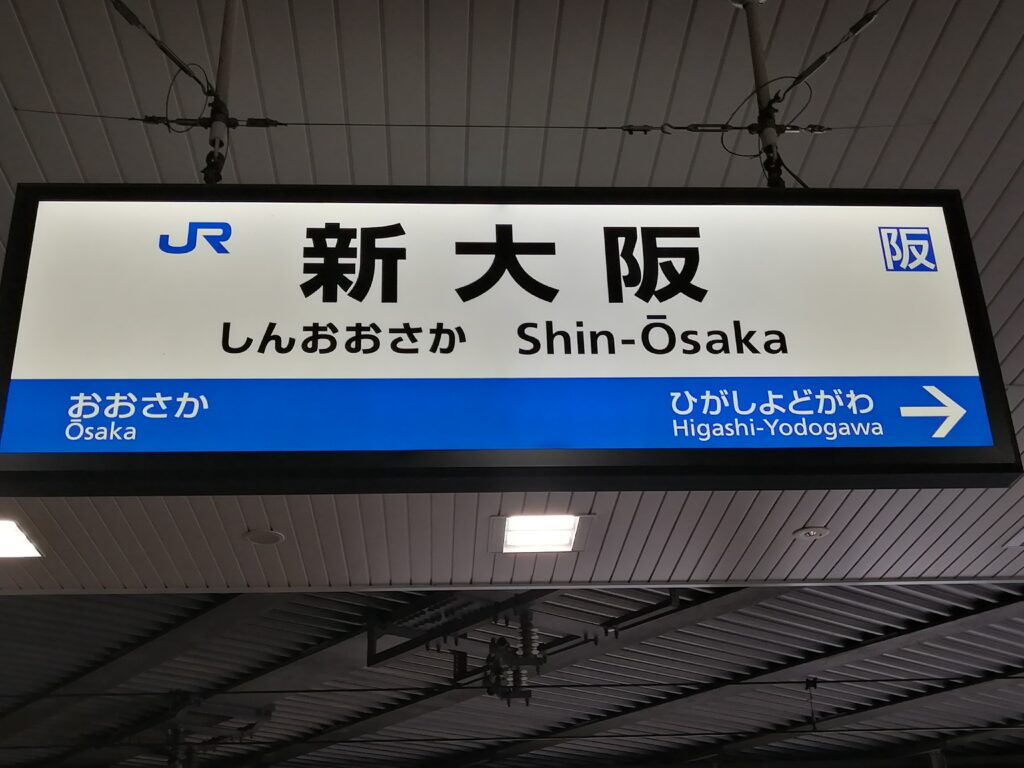 JR 新大阪 阪
しんおおさか Shin-Ōsaka
おおさか ひがしよどがわ →
Ōsaka Higashi-Yodogawa